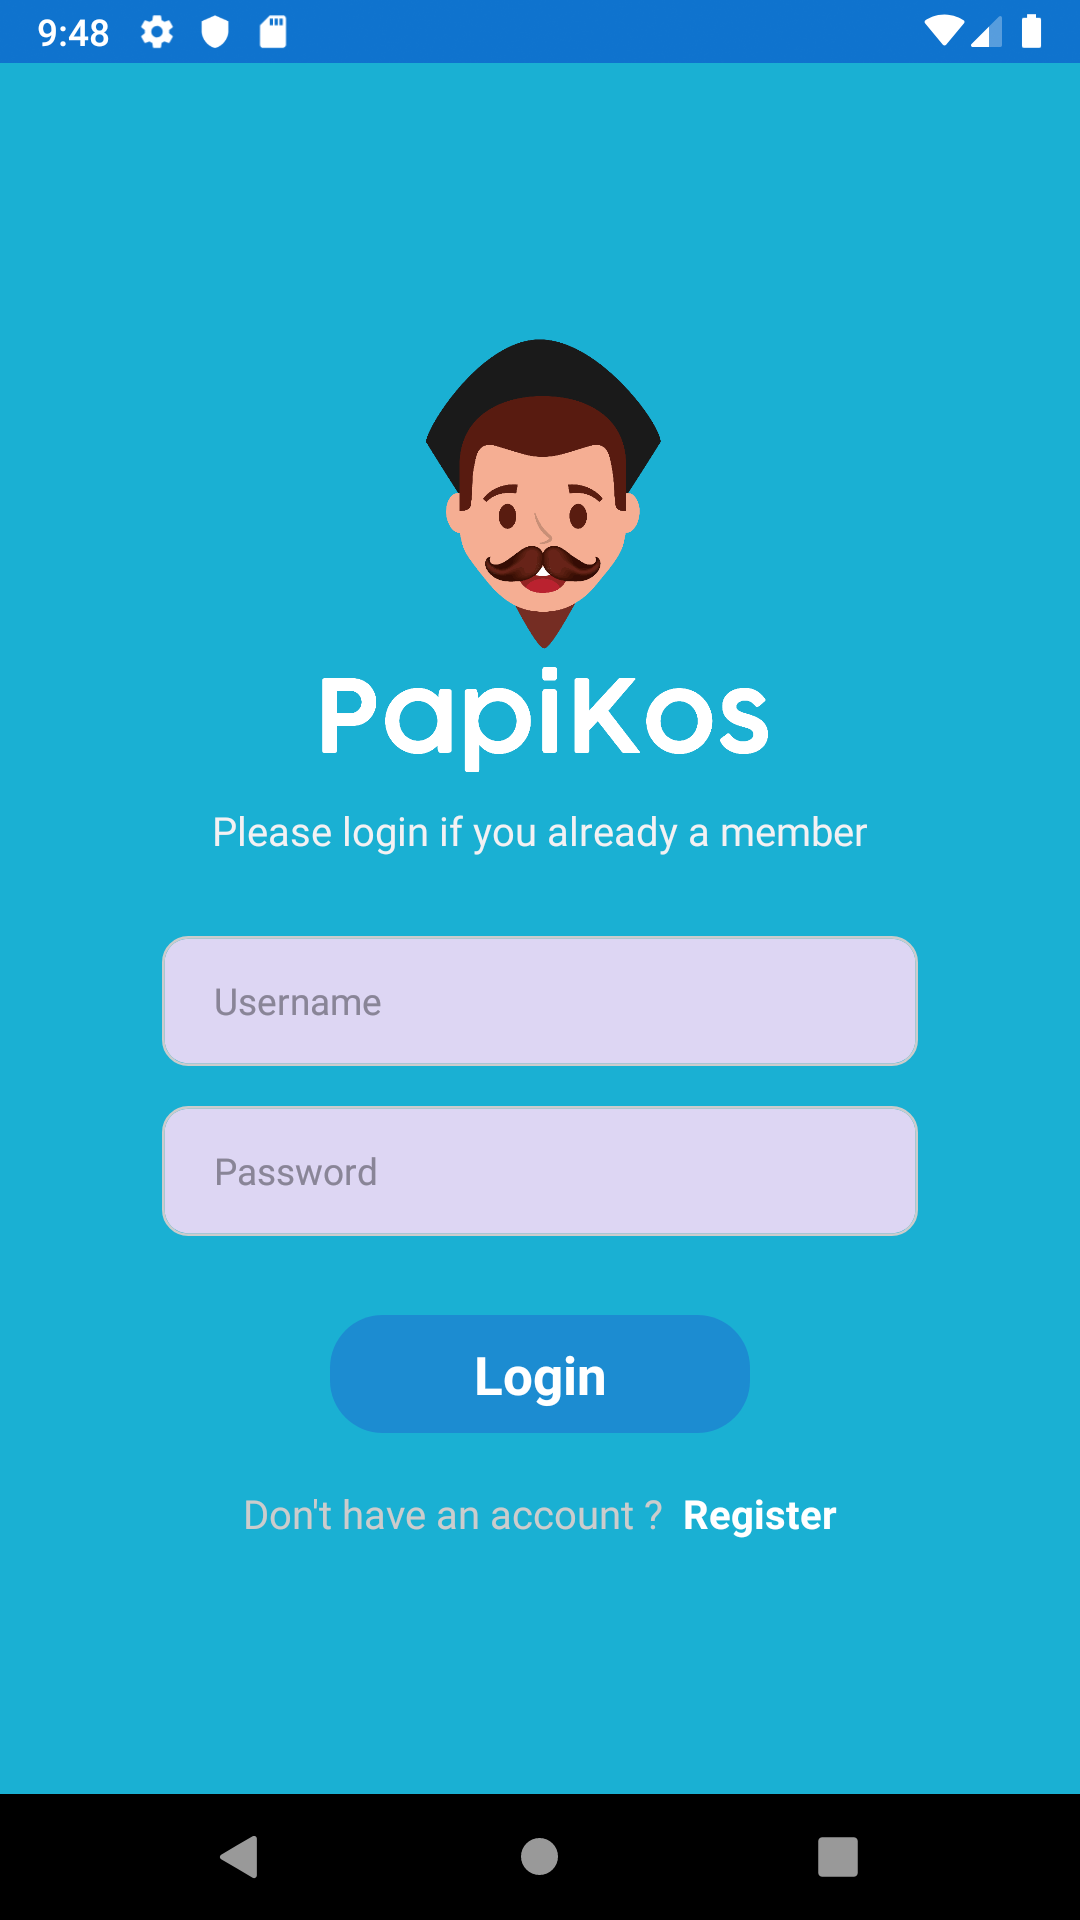 9:48
PapiKos
Please login if you already a member
Username
Password
Login
Don't have an account ? Register